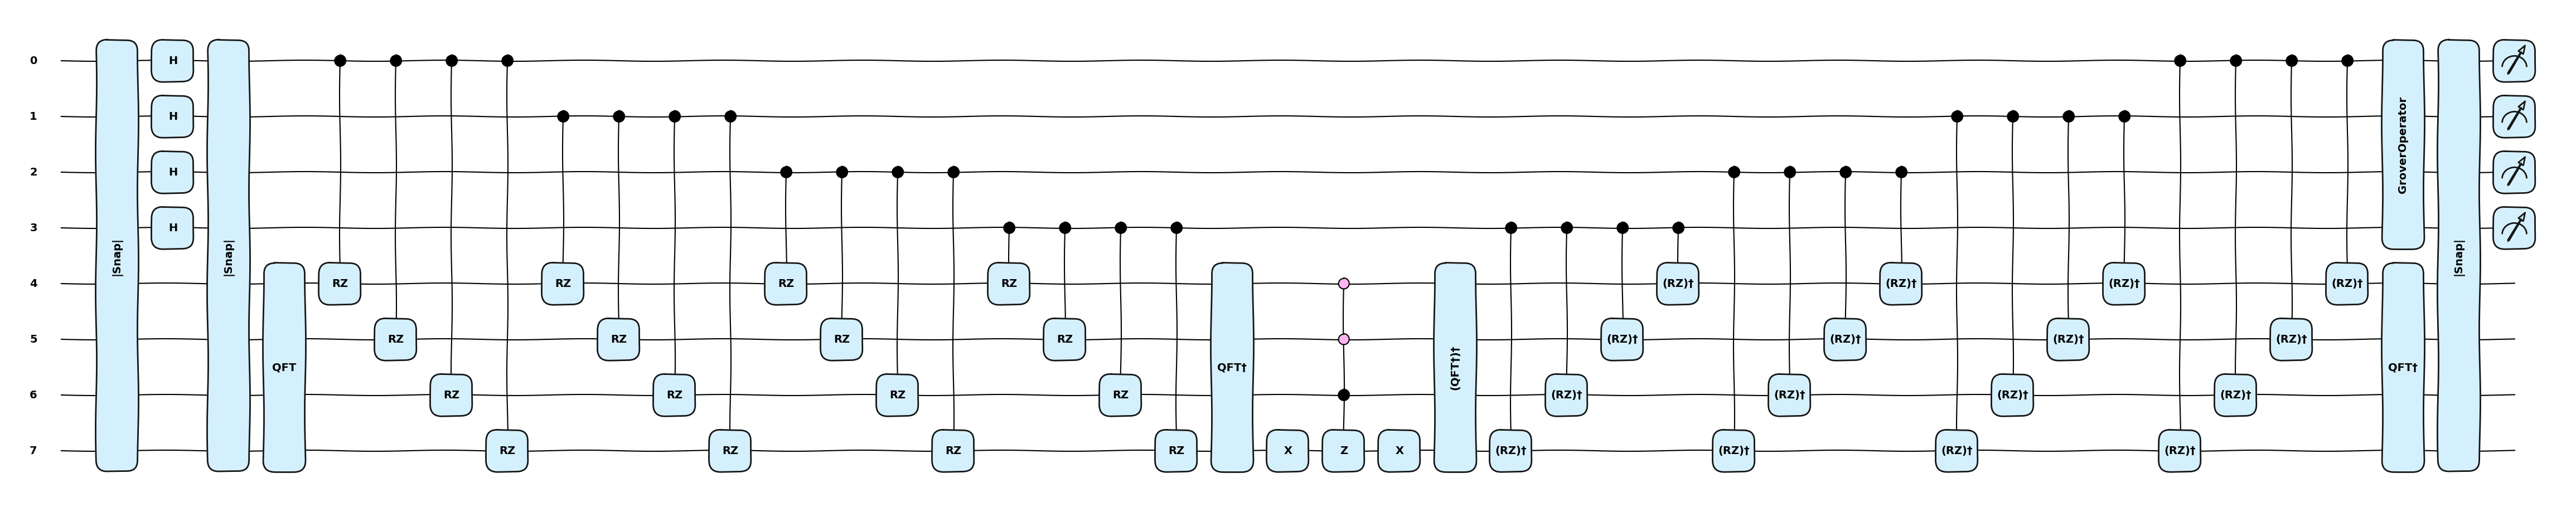 0
|Snap|
H
|Snap|
1
H
GroverOperator
2
H
3
H
|Snap|
4
RZ
RZ
RZ
RZ
(RZ)†
(RZ)†
(RZ)†
(RZ)†
5
RZ
RZ
RZ
RZ
(RZ)†
(RZ)†
(RZ)†
(RZ)†
QFT
QFT†
(QFT†)†
QFT†
6
RZ
RZ
RZ
RZ
(RZ)†
(RZ)†
(RZ)†
(RZ)†
7
RZ
RZ
RZ
RZ
X
Z
X
(RZ)†
(RZ)†
(RZ)†
(RZ)†